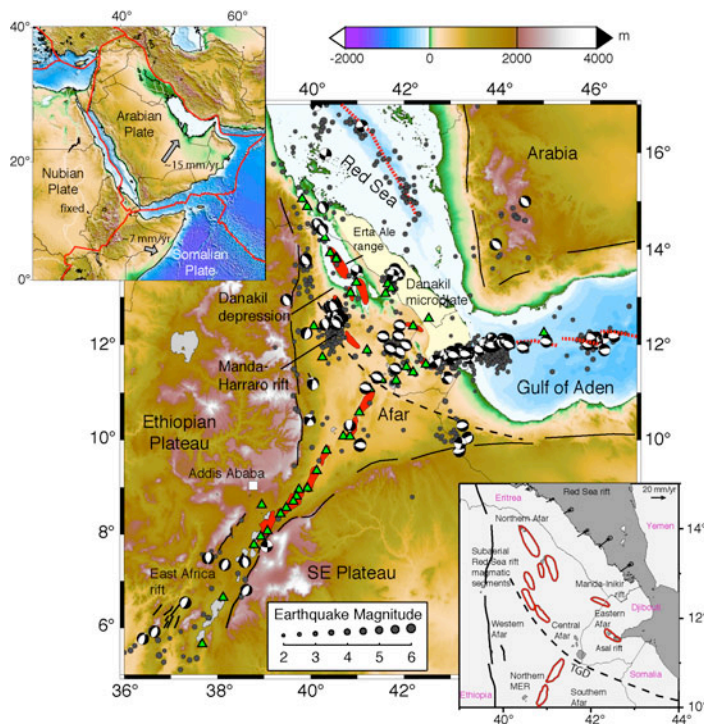 40°
60°
m
-2000
0
2000
4000
40°
42°
44°
46°
Arabian
Plate
~15 mm/yr
20°
Nubian
Plate
fixed
~7 mm/yr
Somalian
Plate
0°
Red Sea
Arabia
16°
Erta Ale
range
14°
Danakil
depression
Danakil
microplate
Manda-
Harraro rift
12°
12°
Gulf of Aden
Ethiopian
Plateau
Afar
10°
10°
Addis Ababa
8°
East Africa
rift
SE Plateau
6°
Earthquake Magnitude
2
3
4
5
6
36°
38°
40°
42°
20 mm/yr
Red Sea rift
Eritrea
Northern Afar
Yemen
14°
Subaerial
Red Sea rift
magmatic
segments
Manda-Inikir
rift
Djibouti
12°
Eastern
Afar
Western
Afar
Central
Afar
Asal rift
TGD
Somalia
Northern
MER
Ethiopia
Southern
Afar
10°
40°
42°
44°